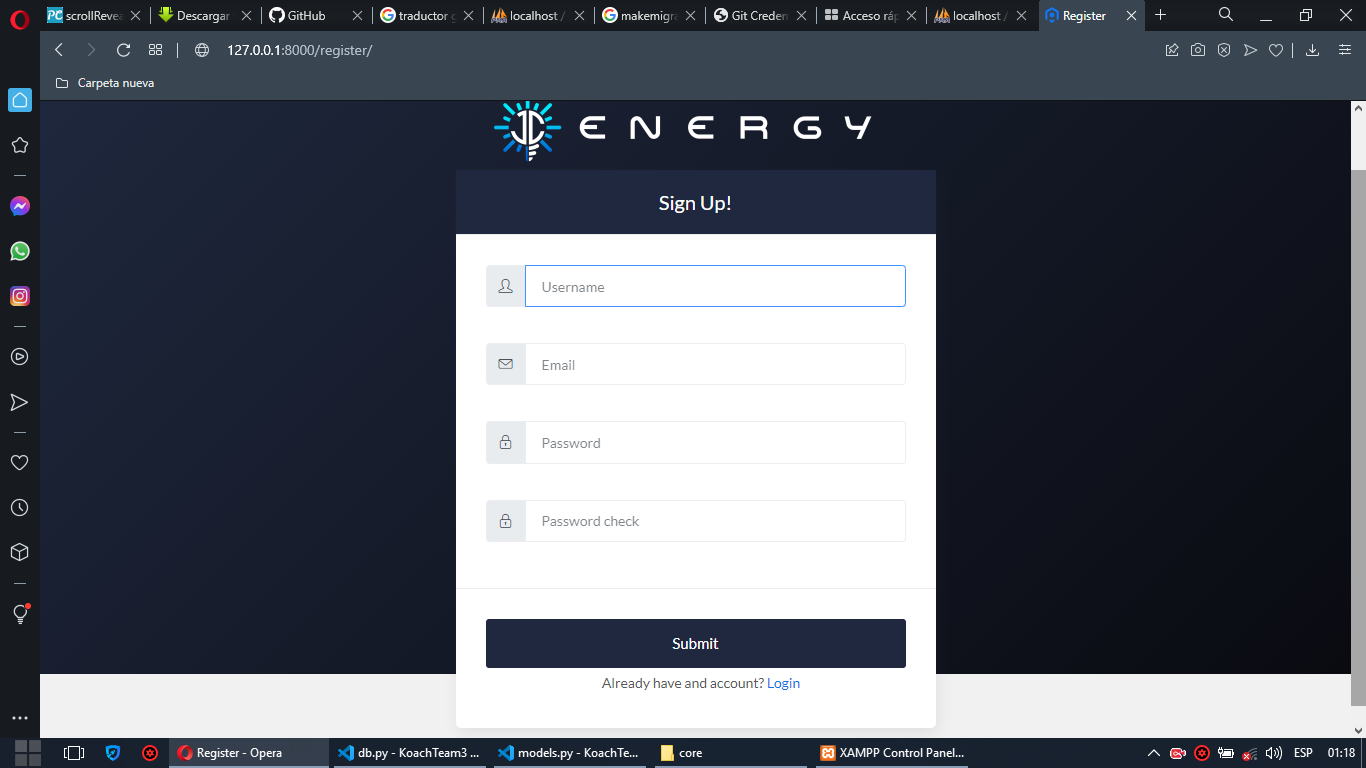 scrollRevea
Descargar
GitHub
traductor g
localhost /
makemigra
Git Creden
Acceso ráp
localhost /
Register
127.0.0.1:8000/register/
Carpeta nueva
JC ENERGY
Sign Up!
Username
Email
Password
Password check
Submit
Already have and account? Login
Register - Opera
db.py - KoachTeam3 ...
models.py - KoachTe...
core
XAMPP Control Panel...
ESP
01:18